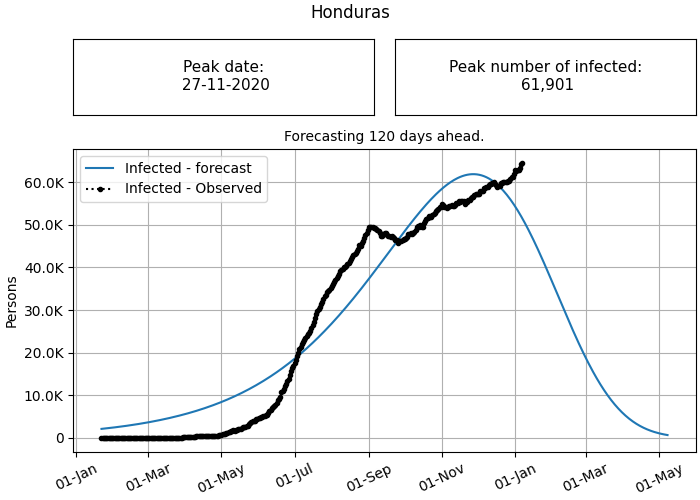 Honduras
Peak date:
27-11-2020
Peak number of infected:
61,901
Forecasting 120 days ahead.
Infected - forecast
Infected - Observed
60.0K
50.0K
40.0K
30.0K
20.0K
10.0K
0
Persons
01-Jan
01-Mar
01-May
01-Jul
01-Sep
01-Nov
01-Jan
01-Mar
01-May